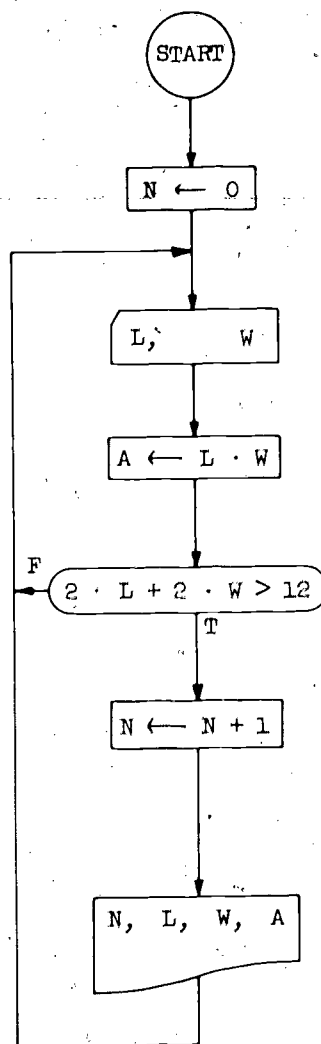 START
N ← 0
L, W
A ← L · W
F
2 · L + 2 · W > 12
T
N ← N + 1
N, L, W, A